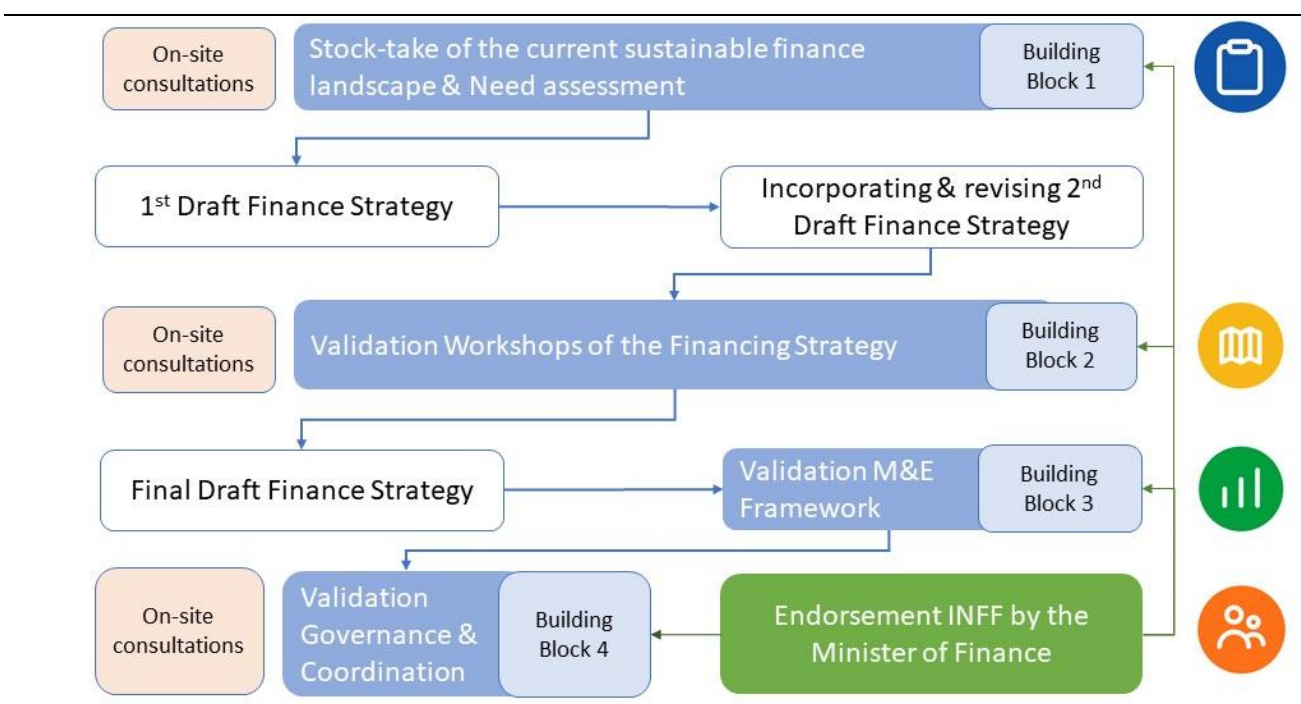 On-site
consultations
Stock-take of the current sustainable finance
landscape & Need assessment
Building
Block 1
1st Draft Finance Strategy
Incorporating & revising 2nd
Draft Finance Strategy
On-site
consultations
Validation Workshops of the Financing Strategy
Building
Block 2
Final Draft Finance Strategy
Validation M&E
Framework
Building
Block 3
On-site
consultations
Validation
Governance &
Coordination
Building
Block 4
Endorsement INFF by the
Minister of Finance